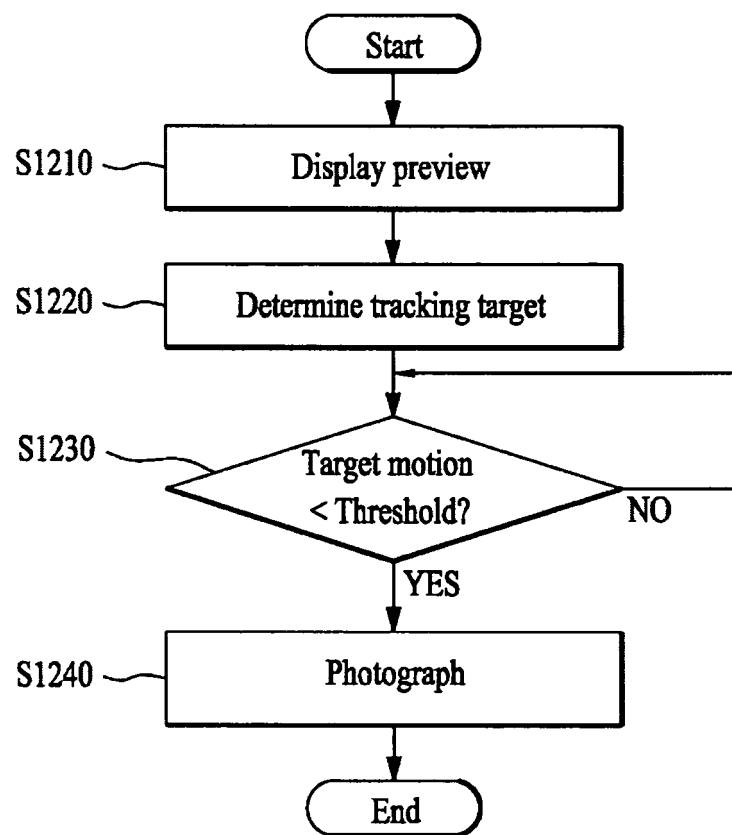 Start
S1210
Display preview
S1220
Determine tracking target
S1230
Target motion
< Threshold?
NO
YES
S1240
Photograph
End